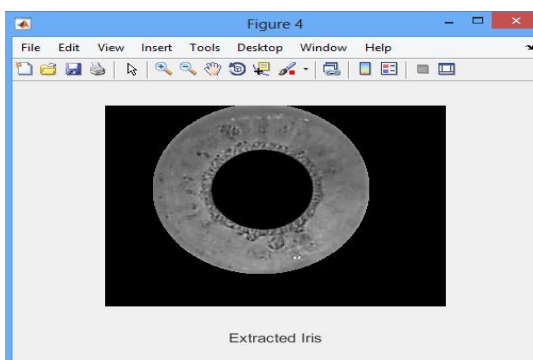 Figure 4
File Edit View Insert Tools Desktop Window Help
Extracted Iris